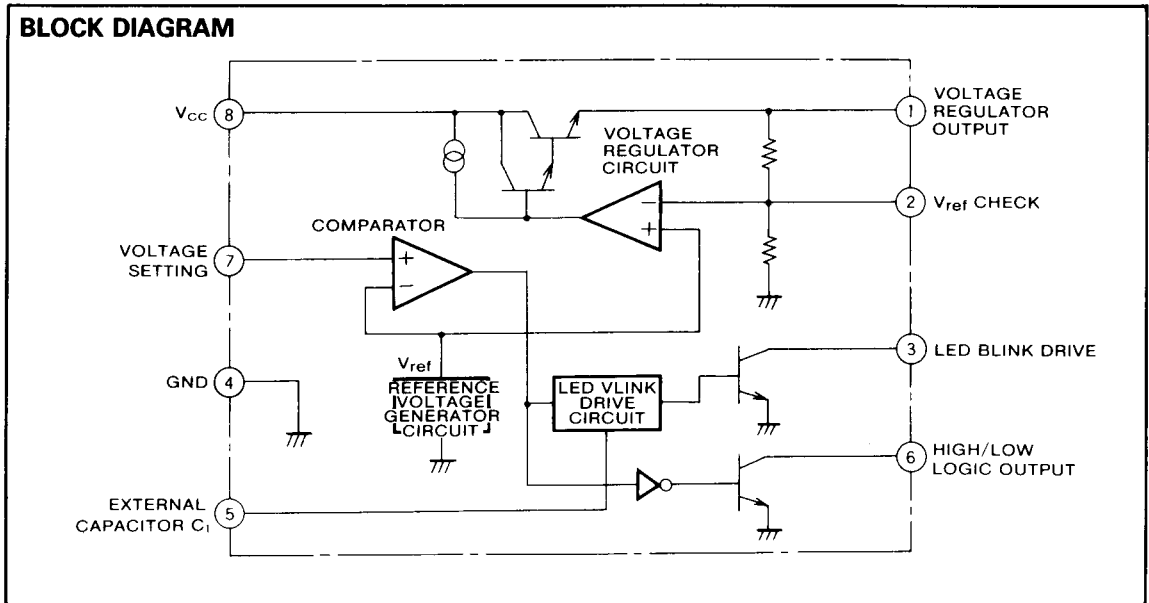 BLOCK DIAGRAM
Vcc
8
1
VOLTAGE
REGULATOR
OUTPUT
VOLTAGE
REGULATOR
CIRCUIT
−
+
2
Vref CHECK
COMPARATOR
VOLTAGE
SETTING
7
+
−
3
LED BLINK DRIVE
GND
4
Vref
REFERENCE
VOLTAGE
GENERATOR
CIRCUIT
LED VLINK
DRIVE
CIRCUIT
6
HIGH/LOW
LOGIC OUTPUT
EXTERNAL
CAPACITOR C₁
5